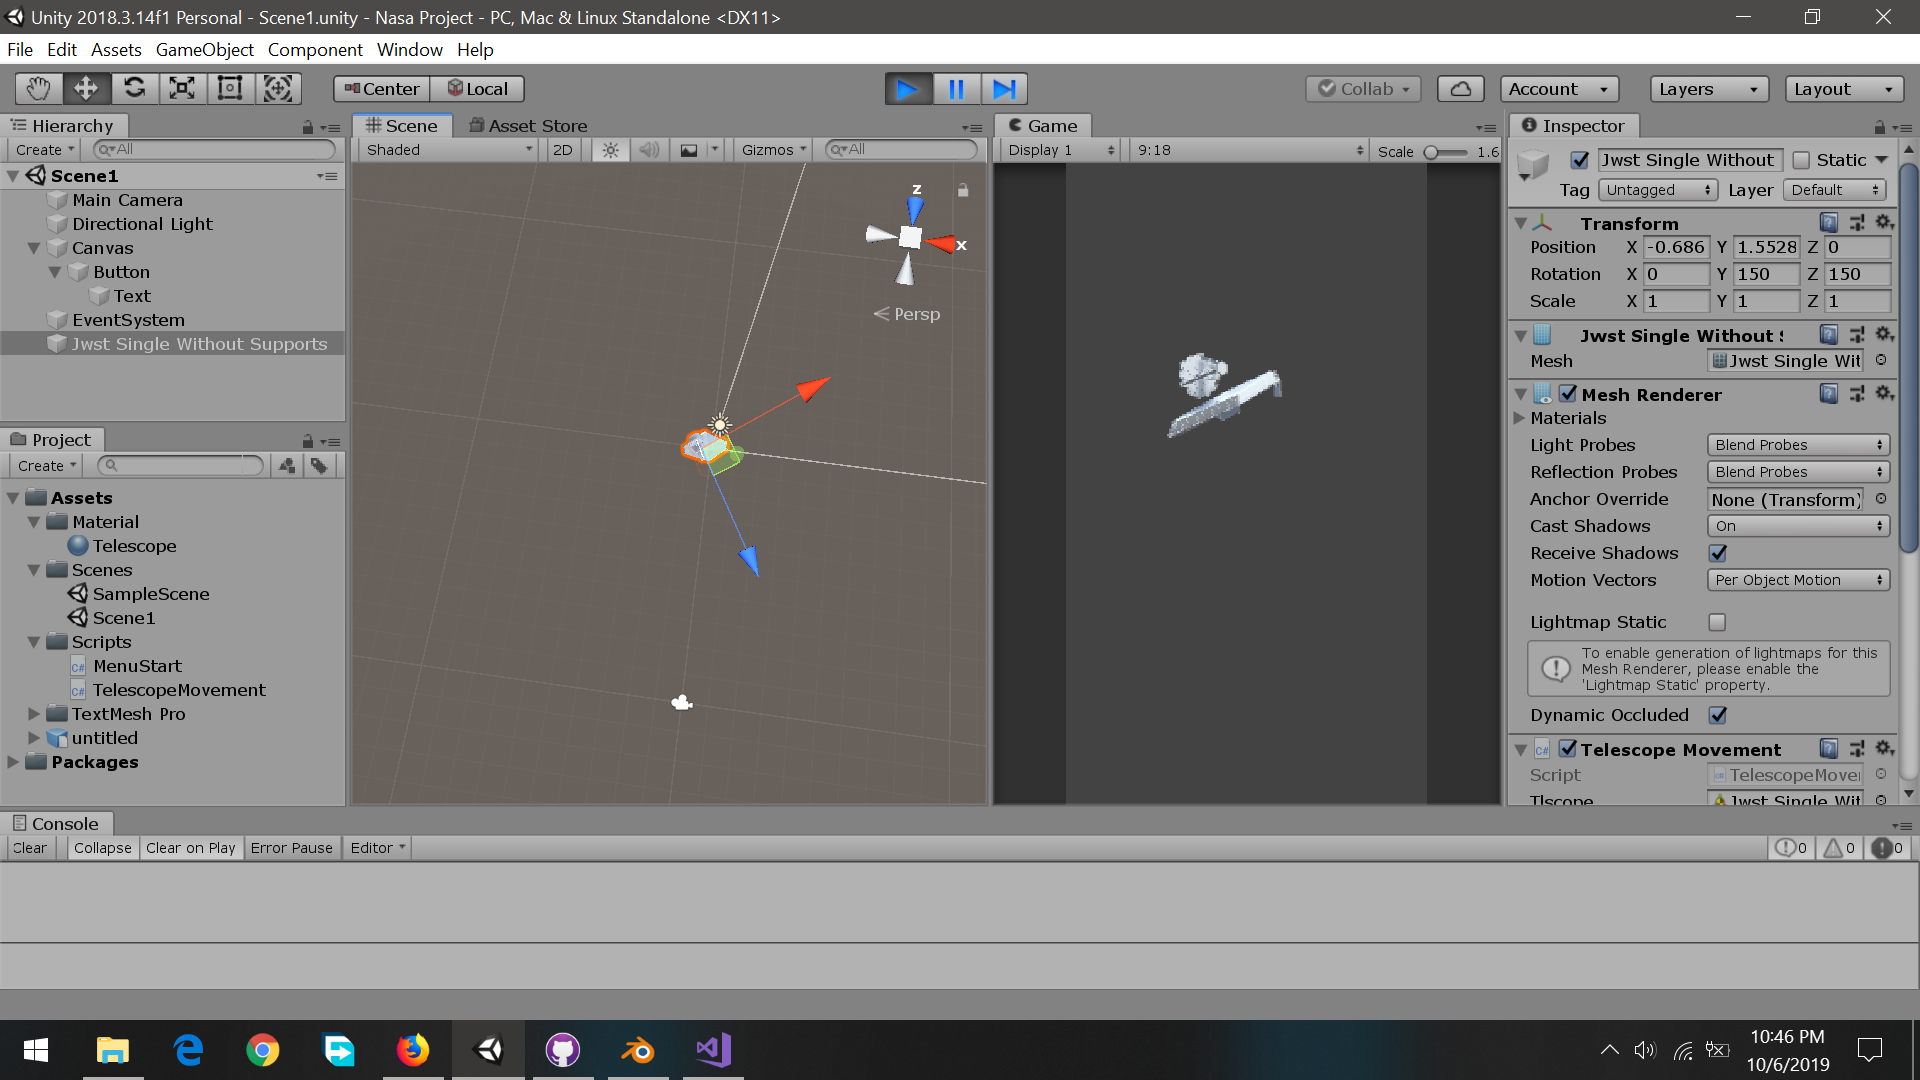 Unity 2018.3.14f1 Personal - Scene1.unity - Nasa Project - PC, Mac & Linux Standalone <DX11>
File Edit Assets GameObject Component Window Help
Center Local Collab Account Layers Layout
Hierarchy
Create All
Scene1
Main Camera
Directional Light
Canvas
Button
Text
EventSystem
Jwst Single Without Supports
Project
Create
Assets
Material
Telescope
Scenes
SampleScene
Scene1
Scripts
MenuStart
TelescopeMovement
TextMesh Pro
untitled
Packages
Scene Asset Store
Shaded 2D Gizmos All
z
x
Persp
Game
Display 1 9:18 Scale 1.6
Inspector
Jwst Single Without Static
Tag Untagged Layer Default
Transform
Position X -0.686 Y 1.5528 Z 0
Rotation X 0 Y 150 Z 150
Scale X 1 Y 1 Z 1
Jwst Single Without
Mesh Jwst Single Wit
Mesh Renderer
Materials
Light Probes Blend Probes
Reflection Probes Blend Probes
Anchor Override None (Transform)
Cast Shadows On
Receive Shadows
Motion Vectors Per Object Motion
Lightmap Static
To enable generation of lightmaps for this
Mesh Renderer, please enable the
'Lightmap Static' property.
Dynamic Occluded
C# Telescope Movement
Script TelescopeMove
Tlscope Jwst Single Wit
Console
Clear Collapse Clear on Play Error Pause Editor 0 0 0
10:46 PM
10/6/2019